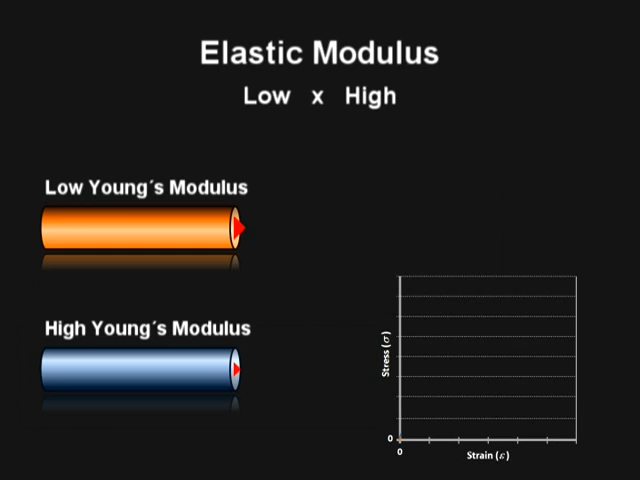 Elastic Modulus
Low x High
Low Young´s Modulus
High Young´s Modulus
Stress (σ)
0
0
Strain (ε)